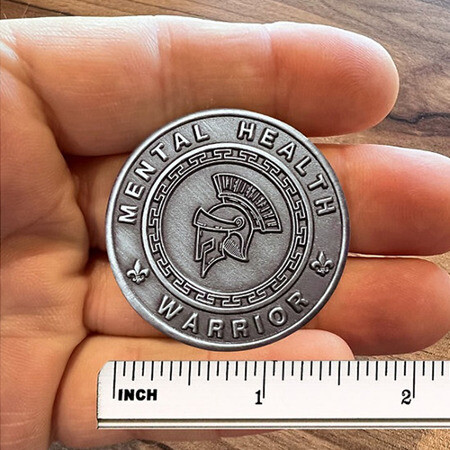 MENTAL HEALTH
WARRIOR
INCH 1 2